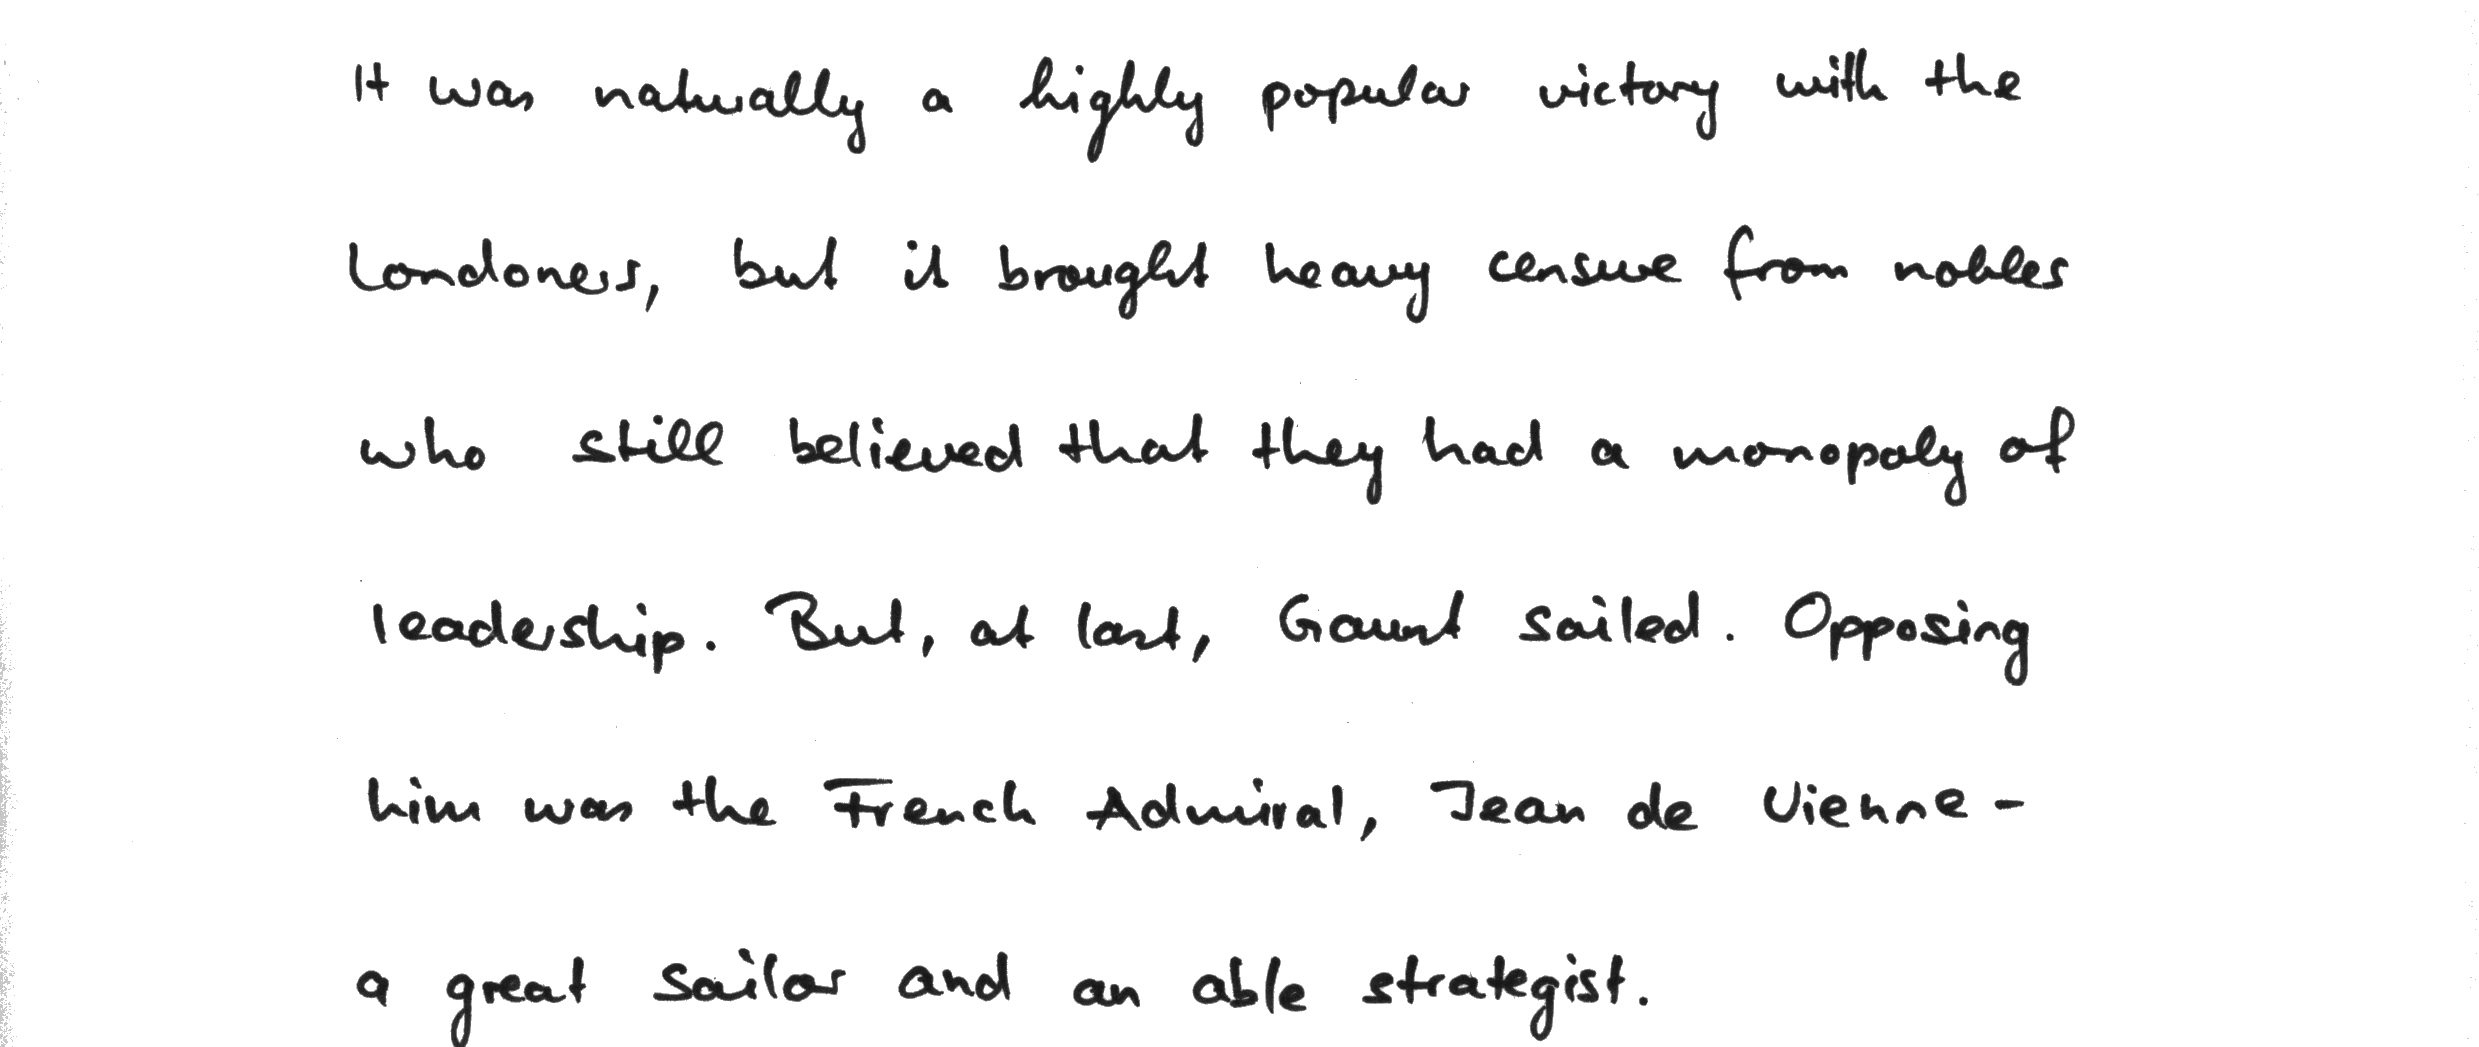 It was naturally a highly popular victory with the
Londoners, but it brought heavy censure from nobles
who still believed that they had a monopoly of
leadership. But, at last, Gaunt sailed. Opposing
him was the French Admiral, Jean de Vienne -
a great sailor and an able strategist.